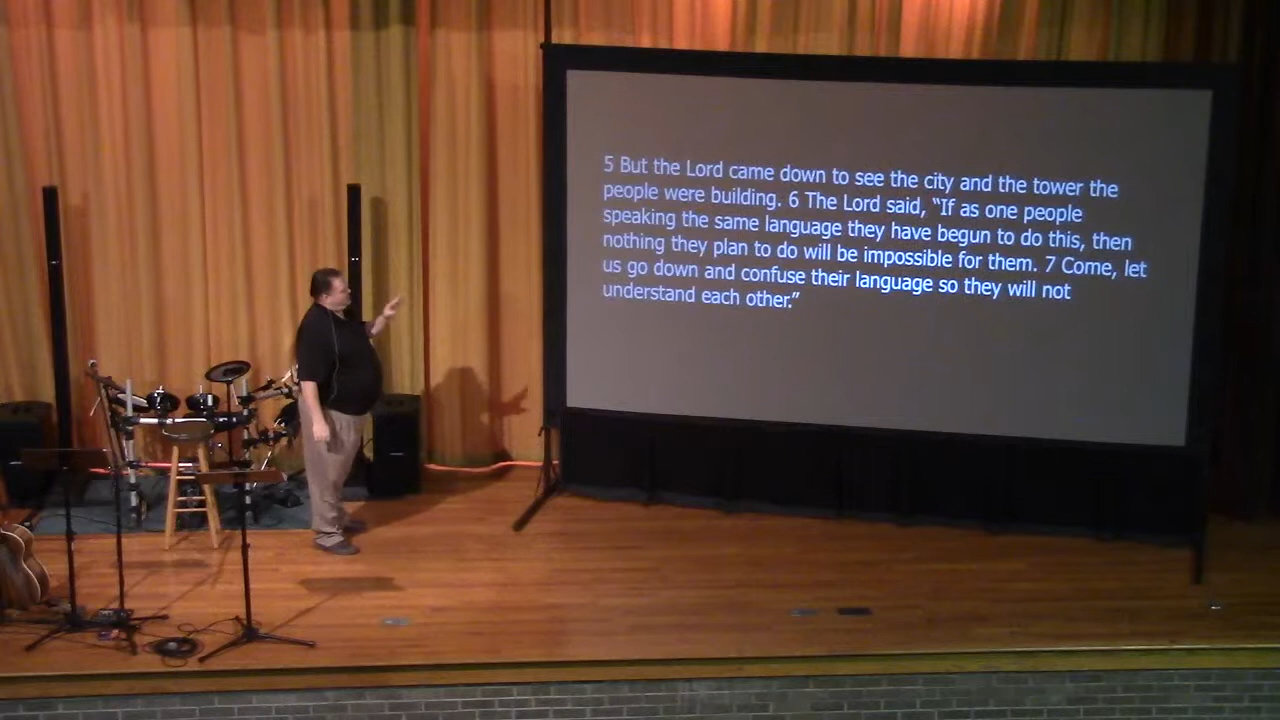 5 But the Lord came down to see the city and the tower the
people were building. 6 The Lord said, “If as one people
speaking the same language they have begun to do this, then
nothing they plan to do will be impossible for them. 7 Come, let
us go down and confuse their language so they will not
understand each other.”